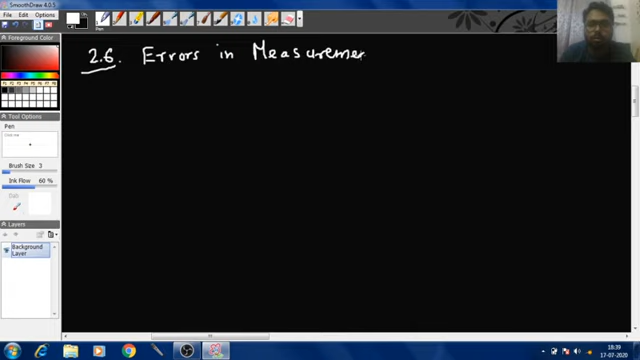 SmoothDraw 4.0.5
File Edit Options
Foreground Color
2.6. Errors in Measuremen
Tool Options
Pen
Brush Size 3
Ink Flow 60 %
Layers
Background Layer
18:39
17-07-2020